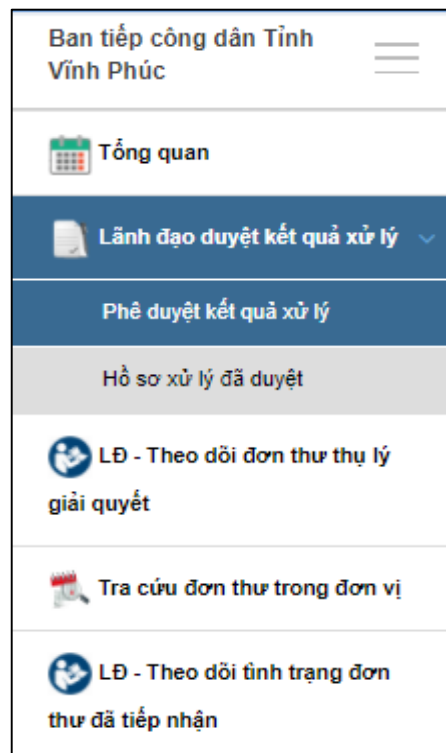 Ban tiếp công dân Tỉnh
Vĩnh Phúc
Tổng quan
Lãnh đạo duyệt kết quả xử lý
Phê duyệt kết quả xử lý
Hồ sơ xử lý đã duyệt
LĐ - Theo dõi đơn thư thụ lý
giải quyết
Tra cứu đơn thư trong đơn vị
LĐ - Theo dõi tình trạng đơn
thư đã tiếp nhận